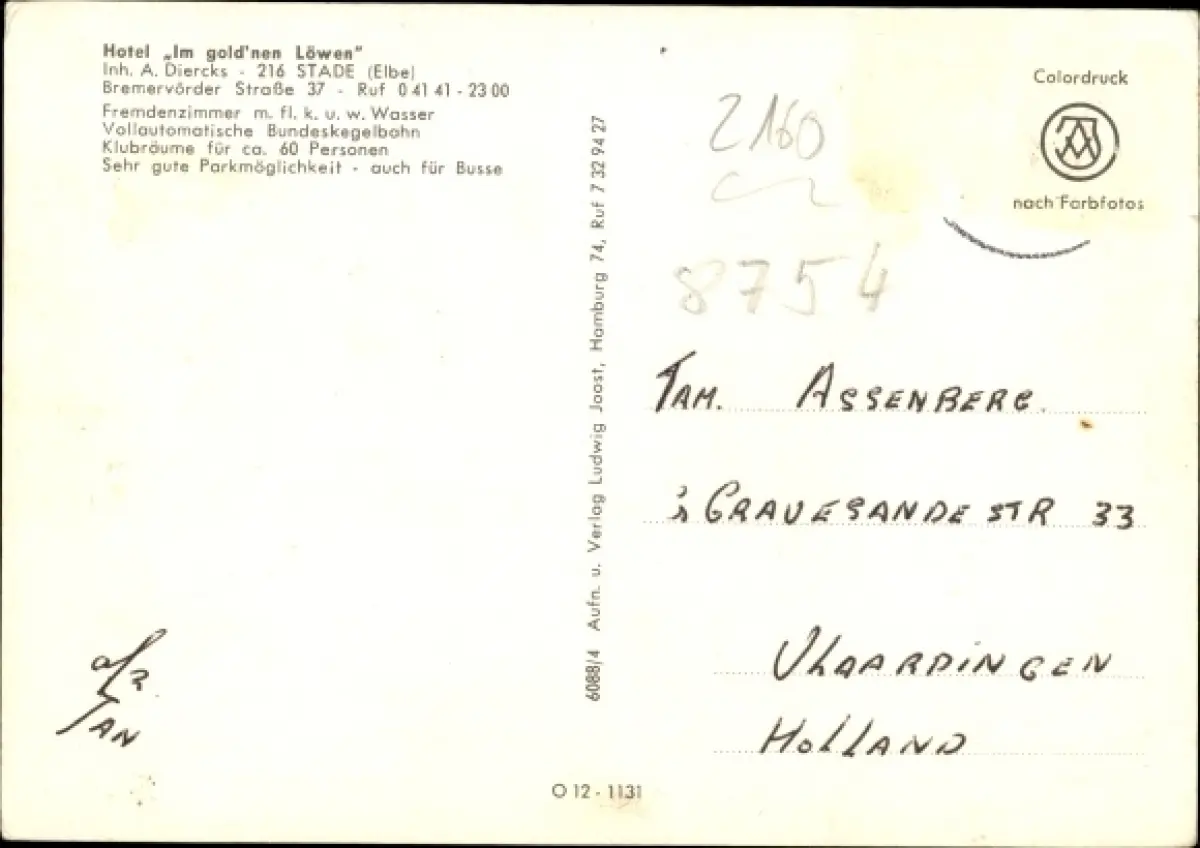 Hotel „Im gold'nen Löwen"
Inh. A. Diercks - 216 STADE (Elbe)
Bremervörder Straße 37 - Ruf 0 41 41 - 23 00
Fremdenzimmer m. fl. k. u. w. Wasser
Vollautomatische Bundeskegelbahn
Klubräume für ca. 60 Personen
Sehr gute Parkmöglichkeit - auch für Busse
AFZ
JAN
6088/4 Aufn. u. Verlag Ludwig Joost, Hamburg 74, Ruf 7 32 94 27
O 12 - 1131
Colordruck
nach Farbfotos
2160
8754
FAM. ASSENBERG.
's GRAVESANDE STR 33
VLAARDINGEN
HOLLAND